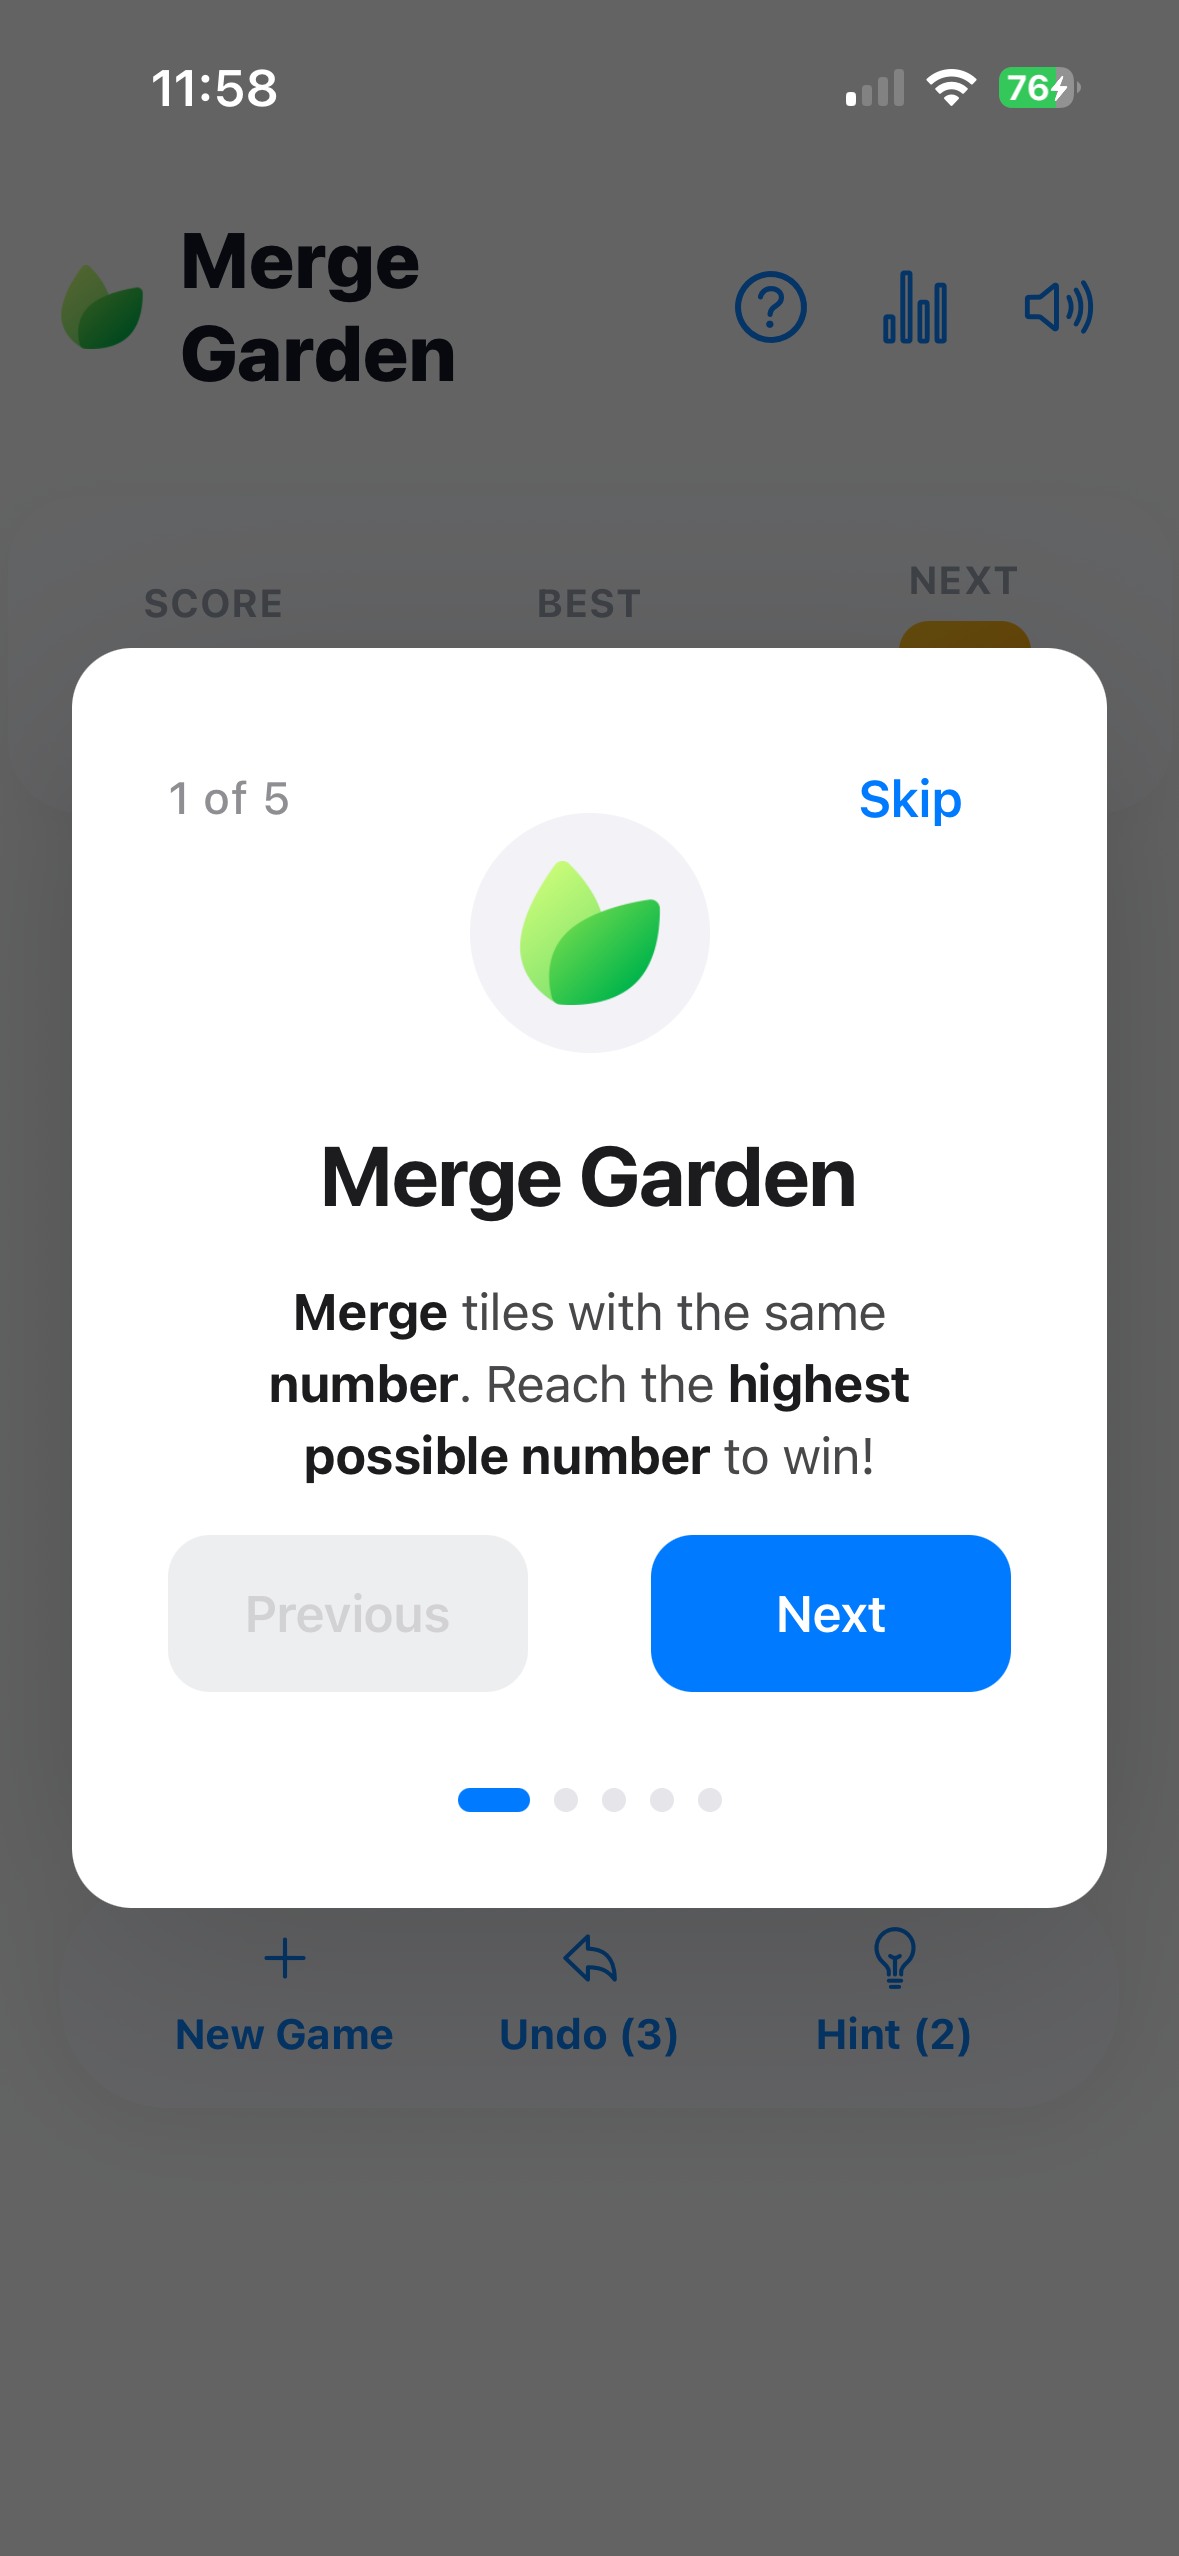 11:58
76
Merge
Garden
SCORE
BEST
NEXT
1 of 5
Skip
Merge Garden
Merge tiles with the same
number. Reach the highest
possible number to win!
Previous
Next
New Game
Undo (3)
Hint (2)